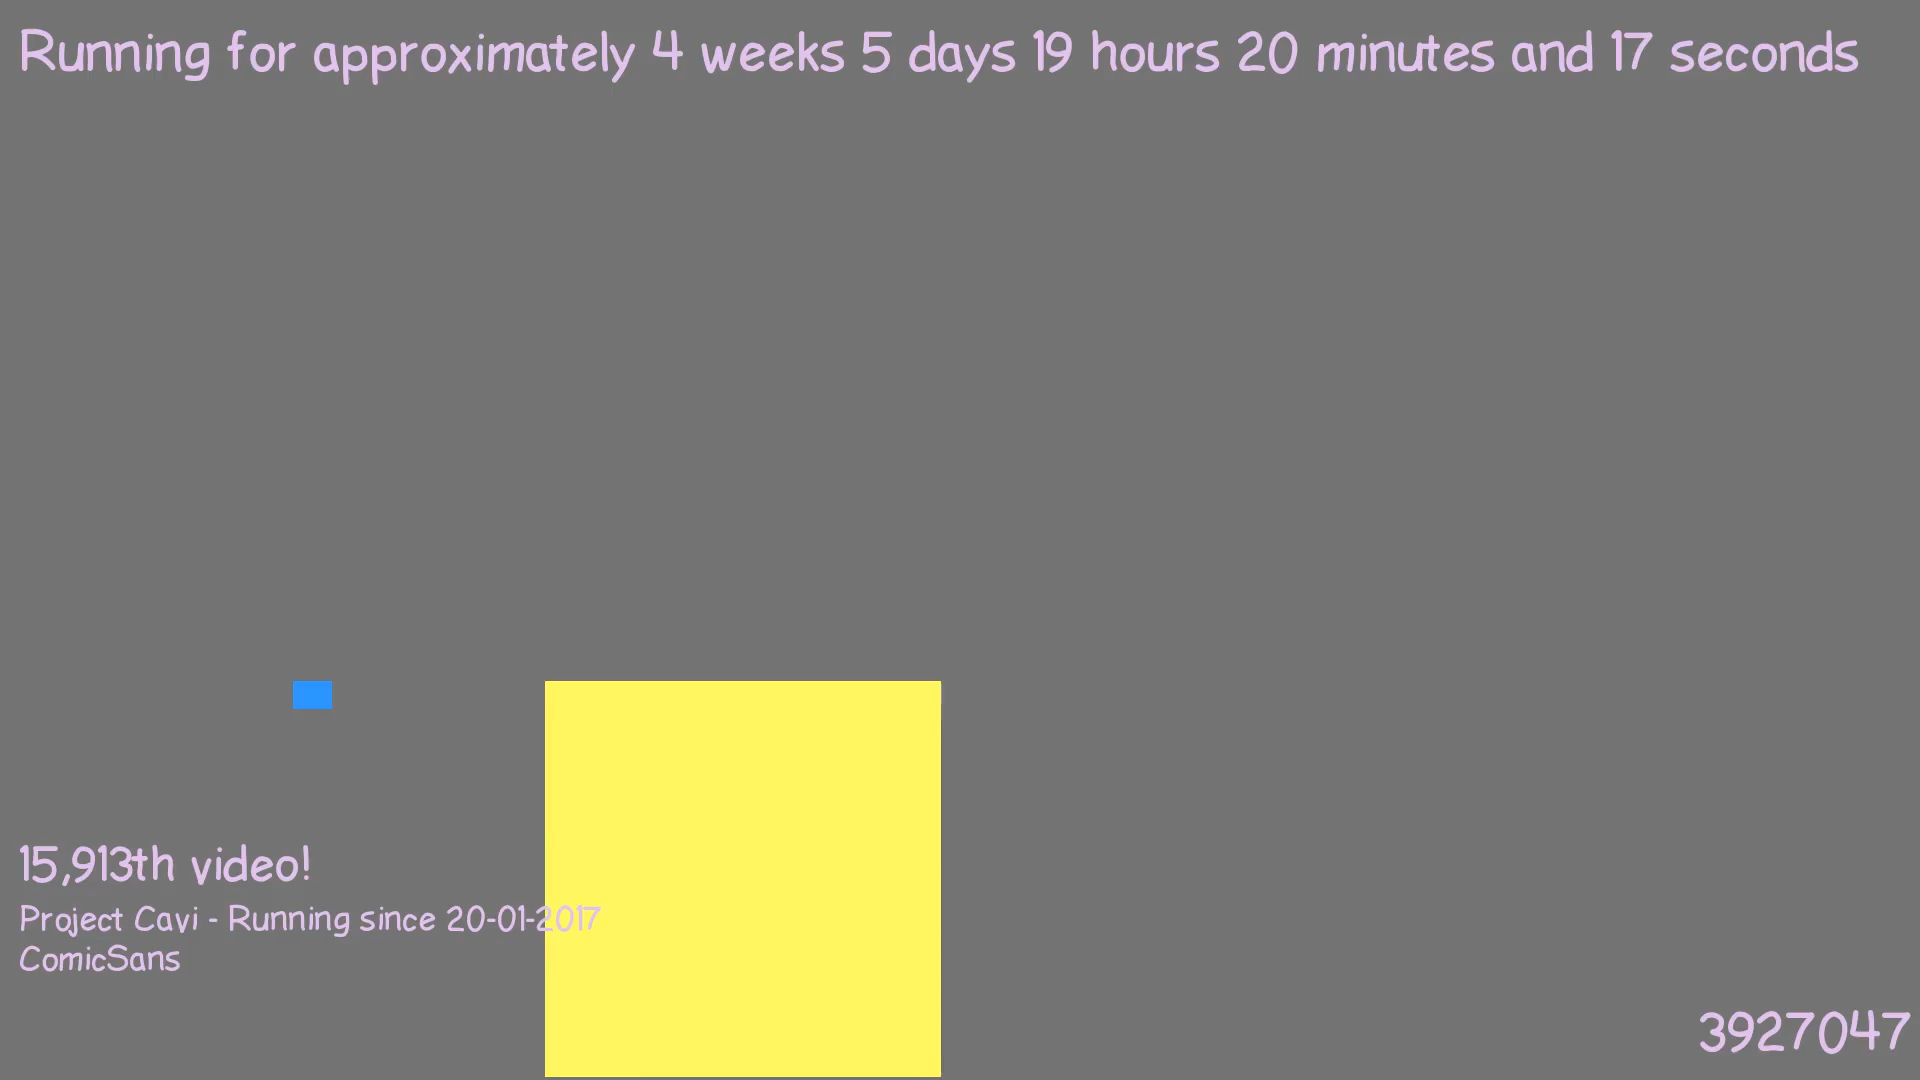 Running for approximately 4 weeks 5 days 19 hours 20 minutes and 17 seconds
15,913th video!
Project Cavi - Running since 20-01-2017
ComicSans
3927047